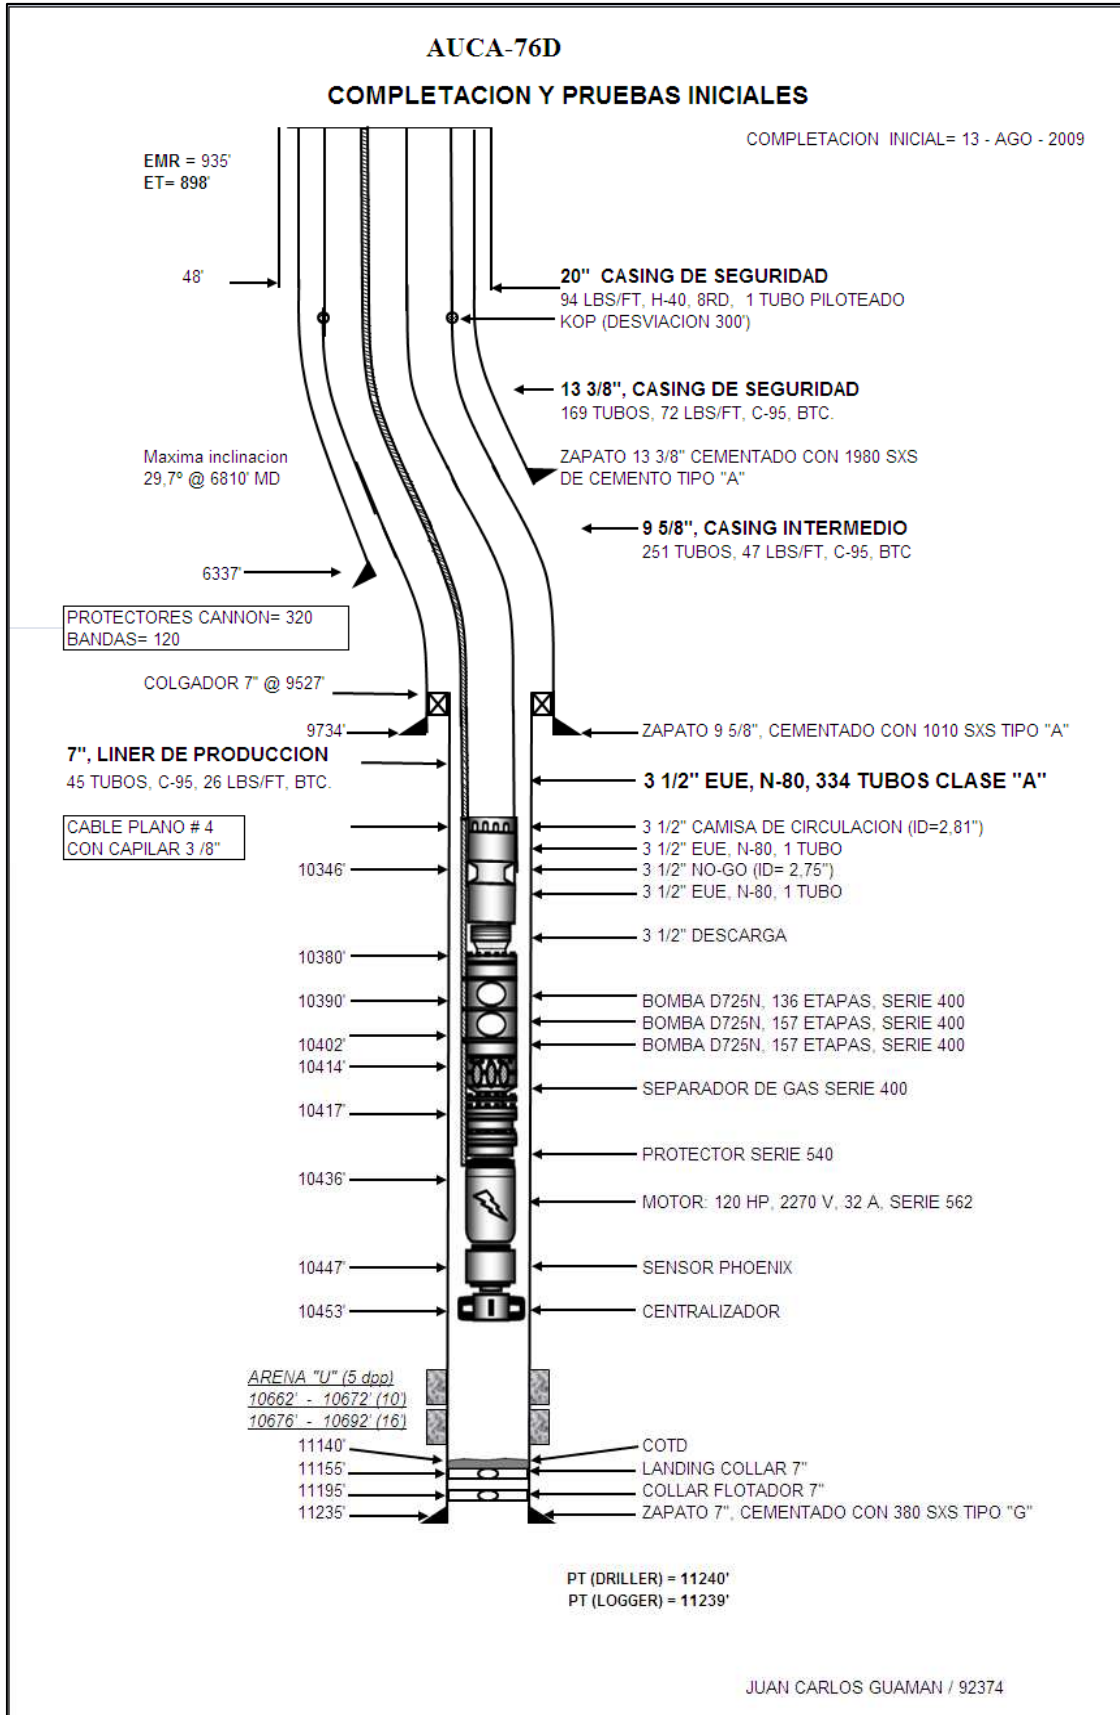 AUCA-76D
COMPLETACION Y PRUEBAS INICIALES
COMPLETACION INICIAL= 13 - AGO - 2009
EMR = 935'
ET= 898'
48'
20" CASING DE SEGURIDAD
94 LBS/FT, H-40, 8RD, 1 TUBO PILOTEADO
KOP (DESVIACION 300')
13 3/8", CASING DE SEGURIDAD
169 TUBOS, 72 LBS/FT, C-95, BTC.
Maxima inclinacion
29,7º @ 6810' MD
ZAPATO 13 3/8" CEMENTADO CON 1980 SXS
DE CEMENTO TIPO "A"
9 5/8", CASING INTERMEDIO
251 TUBOS, 47 LBS/FT, C-95, BTC
6337'
PROTECTORES CANNON= 320
BANDAS= 120
COLGADOR 7" @ 9527'
9734'
ZAPATO 9 5/8", CEMENTADO CON 1010 SXS TIPO "A"
7", LINER DE PRODUCCION
45 TUBOS, C-95, 26 LBS/FT, BTC.
3 1/2" EUE, N-80, 334 TUBOS CLASE "A"
CABLE PLANO # 4
CON CAPILAR 3 /8"
3 1/2" CAMISA DE CIRCULACION (ID=2,81")
3 1/2" EUE, N-80, 1 TUBO
10346'
3 1/2" NO-GO (ID= 2,75")
3 1/2" EUE, N-80, 1 TUBO
3 1/2" DESCARGA
10380'
10390'
BOMBA D725N, 136 ETAPAS, SERIE 400
BOMBA D725N, 157 ETAPAS, SERIE 400
10402'
BOMBA D725N, 157 ETAPAS, SERIE 400
10414'
SEPARADOR DE GAS SERIE 400
10417'
PROTECTOR SERIE 540
10436'
MOTOR: 120 HP, 2270 V, 32 A, SERIE 562
10447'
SENSOR PHOENIX
10453'
CENTRALIZADOR
ARENA "U" (5 dpp)
10662' - 10672' (10')
10676' - 10692' (16')
11140'
COTD
11155'
LANDING COLLAR 7"
11195'
COLLAR FLOTADOR 7"
11235'
ZAPATO 7", CEMENTADO CON 380 SXS TIPO "G"
PT (DRILLER) = 11240'
PT (LOGGER) = 11239'
JUAN CARLOS GUAMAN / 92374